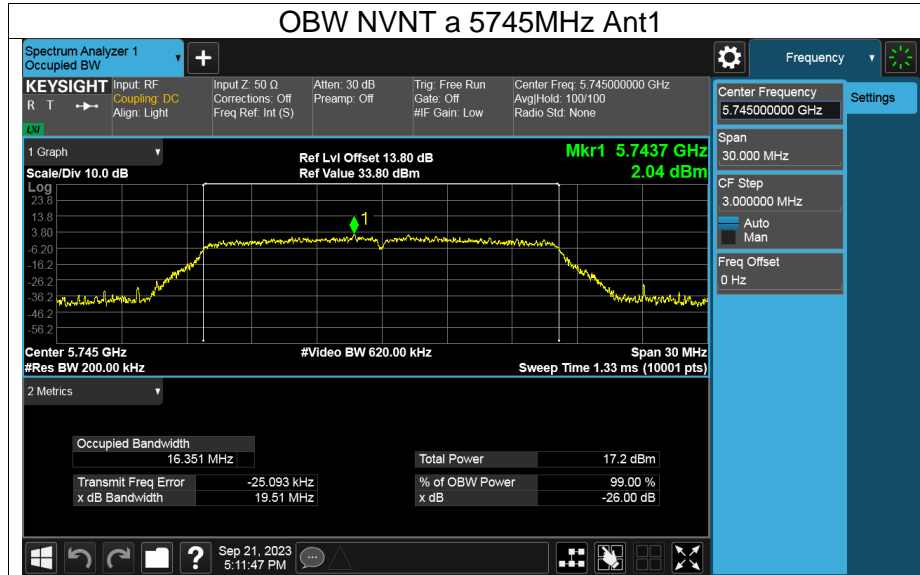 OBW NVNT a 5745MHz Ant1
Spectrum Analyzer 1
Occupied BW
+
Frequency
KEYSIGHT
R T
LXI
Input: RF
Coupling: DC
Align: Light
Input Z: 50 Ω
Corrections: Off
Freq Ref: Int (S)
Atten: 30 dB
Preamp: Off
Trig: Free Run
Gate: Off
#IF Gain: Low
Center Freq: 5.745000000 GHz
Avg|Hold: 100/100
Radio Std: None
Center Frequency
5.745000000 GHz
Settings
Span
30.000 MHz
CF Step
3.000000 MHz
Auto
Man
Freq Offset
0 Hz
1 Graph
Ref Lvl Offset 13.80 dB
Mkr1 5.7437 GHz
Scale/Div 10.0 dB
Ref Value 33.80 dBm
2.04 dBm
Log
23.8
13.8
1
3.80
-6.20
-16.2
-26.2
-36.2
-46.2
-56.2
Center 5.745 GHz
#Video BW 620.00 kHz
Span 30 MHz
#Res BW 200.00 kHz
Sweep Time 1.33 ms (10001 pts)
2 Metrics
Occupied Bandwidth
16.351 MHz
Total Power 17.2 dBm
Transmit Freq Error -25.093 kHz
% of OBW Power 99.00 %
x dB Bandwidth 19.51 MHz
x dB -26.00 dB
?
Sep 21, 2023
5:11:47 PM